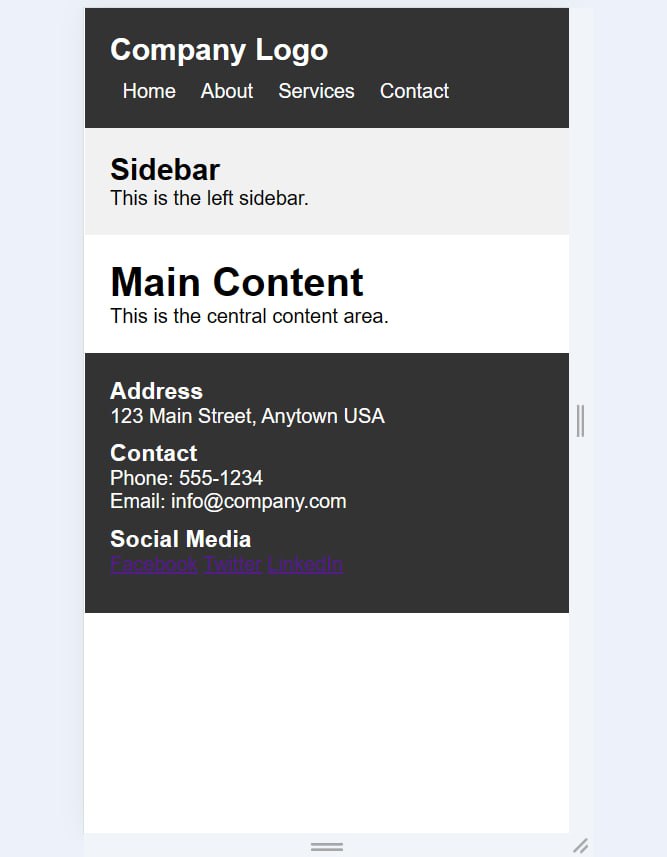 Company Logo
Home About Services Contact
Sidebar
This is the left sidebar.
Main Content
This is the central content area.
Address
123 Main Street, Anytown USA
Contact
Phone: 555-1234
Email: info@company.com
Social Media
Facebook Twitter LinkedIn